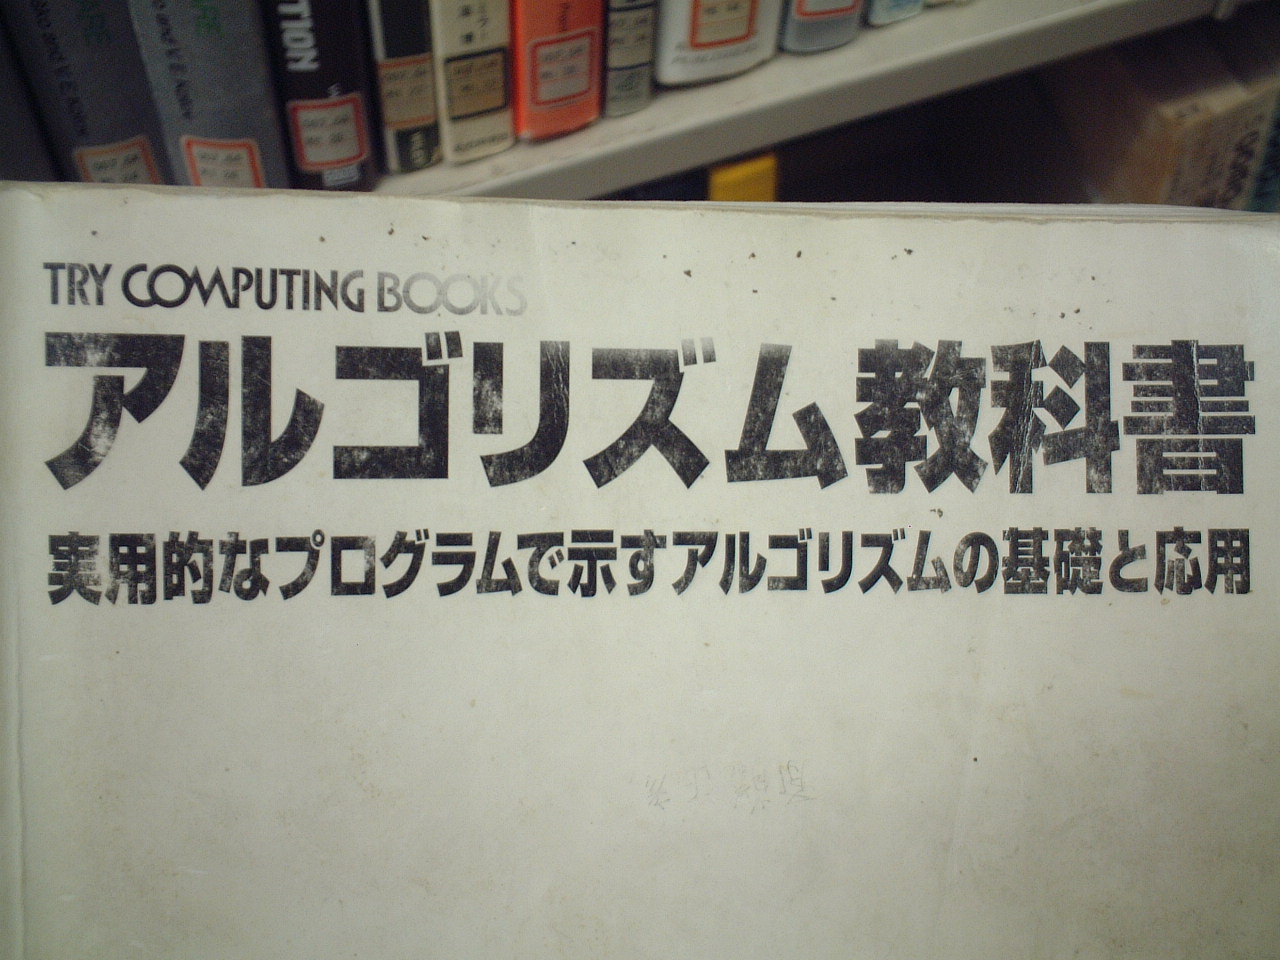 TION
TRY COMPUTING BOOKS
アルゴリズム教科書
実用的なプログラムで示すアルゴリズムの基礎と応用